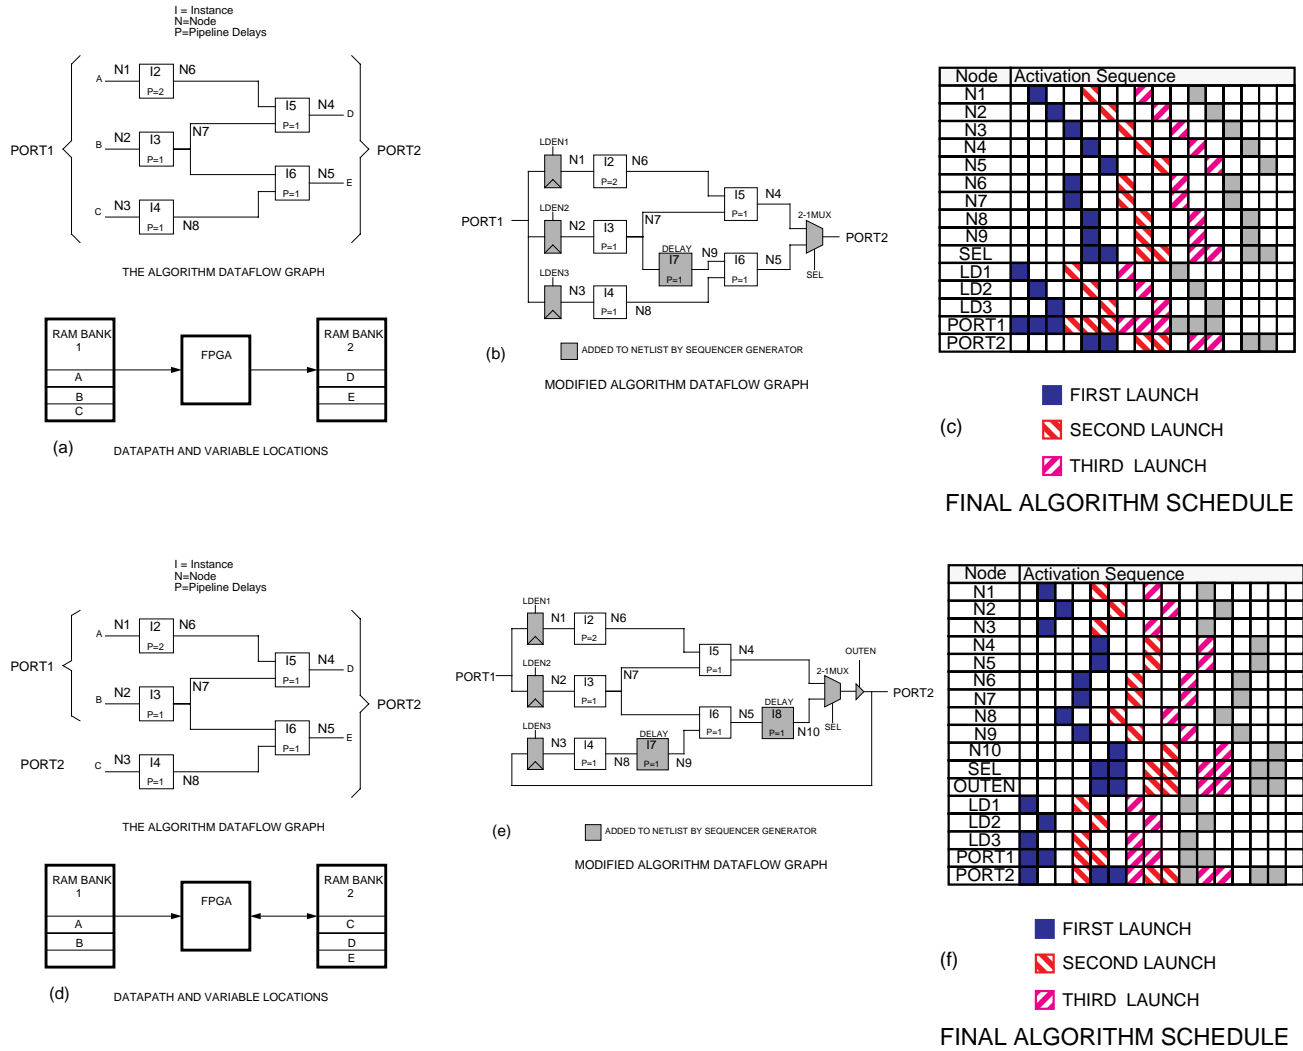 I = Instance
N=Node
P=Pipeline Delays
A
N1
I2
P=2
N6
I5
P=1
N4
D
PORT1
B
N2
I3
P=1
N7
PORT2
I6
P=1
N5
E
C
N3
I4
P=1
N8
THE ALGORITHM DATAFLOW GRAPH
RAM BANK
1
A
B
C
FPGA
RAM BANK
2
D
E
(a)
DATAPATH AND VARIABLE LOCATIONS
LDEN1
N1
I2
P=2
N6
I5
P=1
N4
LDEN2
PORT1
N2
I3
P=1
N7
2-1MUX
PORT2
SEL
DELAY
I7
P=1
N9
I6
P=1
N5
LDEN3
N3
I4
P=1
N8
(b)
ADDED TO NETLIST BY SEQUENCER GENERATOR
MODIFIED ALGORITHM DATAFLOW GRAPH
Node Activation Sequence
N1
N2
N3
N4
N5
N6
N7
N8
N9
SEL
LD1
LD2
LD3
PORT1
PORT2
(c)
FIRST LAUNCH
SECOND LAUNCH
THIRD LAUNCH
FINAL ALGORITHM SCHEDULE
I = Instance
N=Node
P=Pipeline Delays
A
N1
I2
P=2
N6
I5
P=1
N4
D
PORT1
B
N2
I3
P=1
N7
PORT2
I6
P=1
N5
E
PORT2
C
N3
I4
P=1
N8
THE ALGORITHM DATAFLOW GRAPH
RAM BANK
1
A
B
FPGA
RAM BANK
2
C
D
E
(d)
DATAPATH AND VARIABLE LOCATIONS
LDEN1
N1
I2
P=2
N6
I5
P=1
N4
OUTEN
LDEN2
PORT1
N2
I3
P=1
N7
2-1MUX
PORT2
SEL
I6
P=1
N5
DELAY
I8
P=1
N10
LDEN3
N3
I4
P=1
N8
DELAY
I7
P=1
N9
(e)
ADDED TO NETLIST BY SEQUENCER GENERATOR
MODIFIED ALGORITHM DATAFLOW GRAPH
Node Activation Sequence
N1
N2
N3
N4
N5
N6
N7
N8
N9
N10
SEL
OUTEN
LD1
LD2
LD3
PORT1
PORT2
(f)
FIRST LAUNCH
SECOND LAUNCH
THIRD LAUNCH
FINAL ALGORITHM SCHEDULE